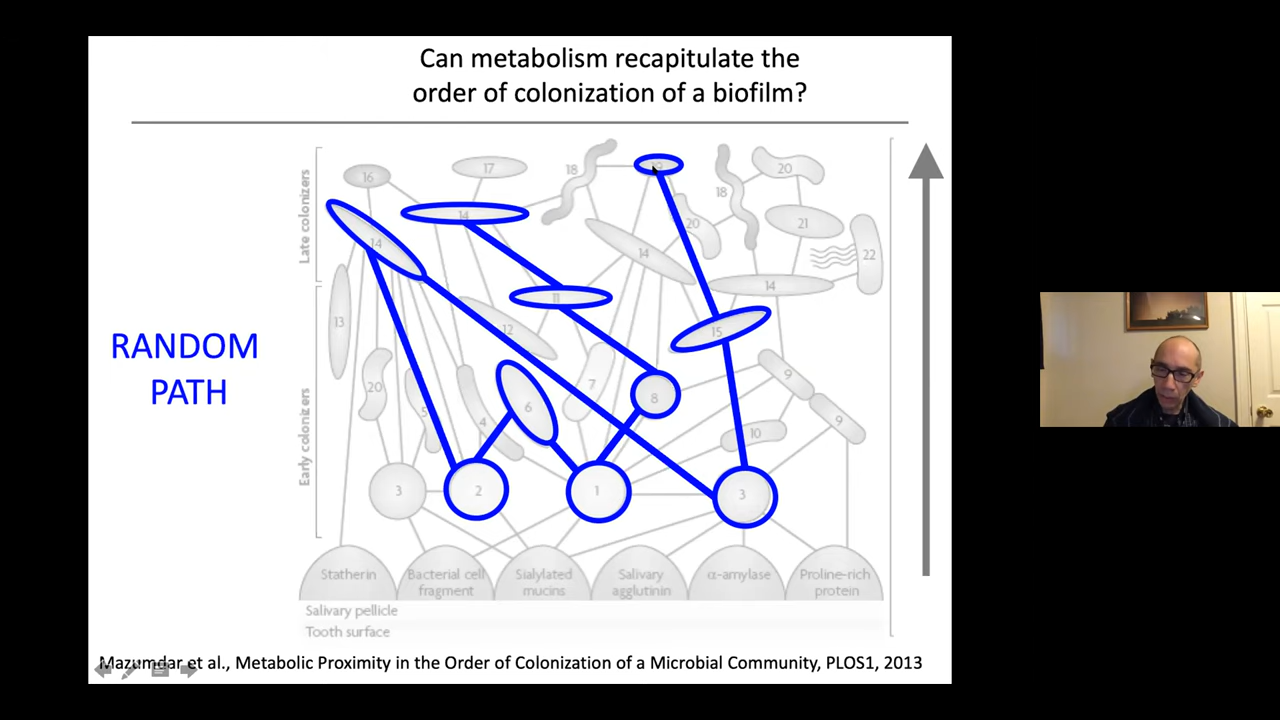 Can metabolism recapitulate the
order of colonization of a biofilm?
Late colonizers
Early colonizers
RANDOM
PATH
16
17
18
20
14
14
18
20
21
14
22
14
13
11
12
15
20
5
4
6
7
8
9
9
10
3
2
1
3
Statherin
Bacterial cell
fragment
Sialylated
mucins
Salivary
agglutinin
α-amylase
Proline-rich
protein
Salivary pellicle
Tooth surface
Mazumdar et al., Metabolic Proximity in the Order of Colonization of a Microbial Community, PLOS1, 2013